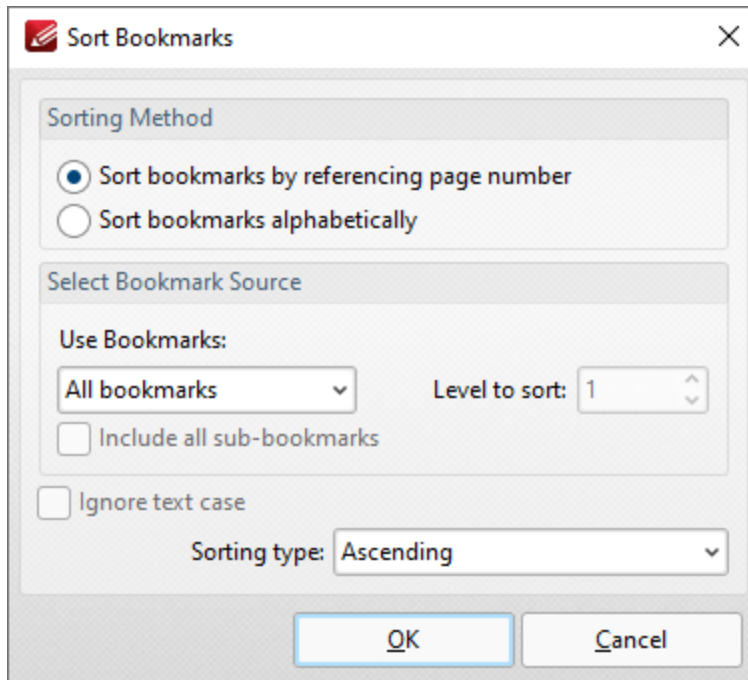 Sort Bookmarks
Sorting Method
Sort bookmarks by referencing page number
Sort bookmarks alphabetically
Select Bookmark Source
Use Bookmarks:
All bookmarks Level to sort: 1
Include all sub-bookmarks
Ignore text case
Sorting type: Ascending
OK Cancel